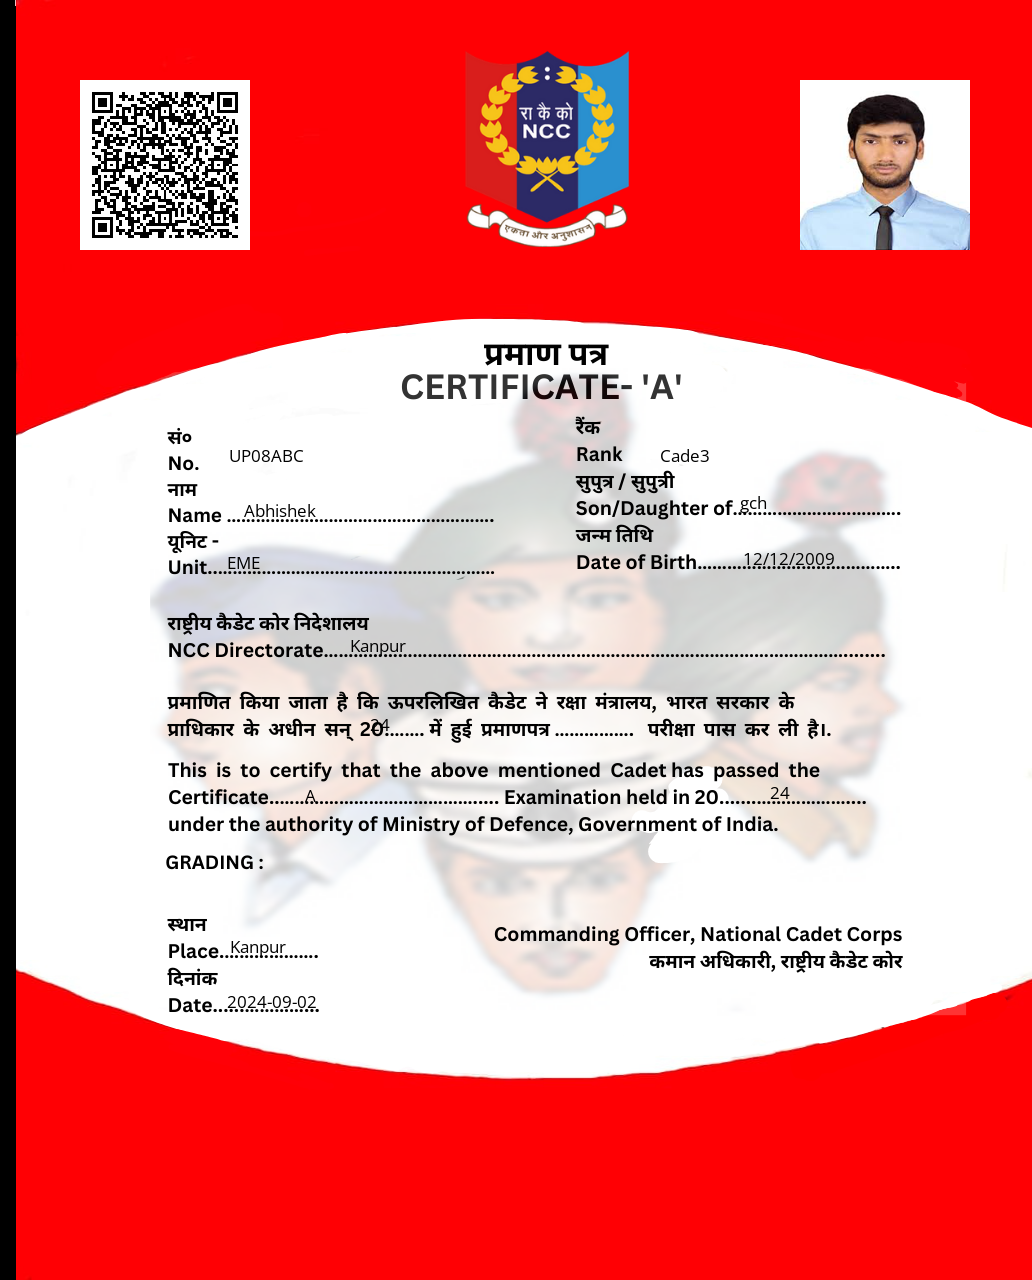 रा कै को
NCC
एकता और अनुशासन
प्रमाण पत्र
CERTIFICATE- 'A'
सं०
No. UP08ABC
नाम
Name ....Abhishek....
यूनिट -
Unit....EME....
रैंक
Rank Cade3
सुपुत्र / सुपुत्री
Son/Daughter of....gch....
जन्म तिथि
Date of Birth....12/12/2009....
राष्ट्रीय कैडेट कोर निदेशालय
NCC Directorate....Kanpur....
प्रमाणित किया जाता है कि ऊपरलिखित कैडेट ने रक्षा मंत्रालय, भारत सरकार के
प्राधिकार के अधीन सन् 20..24..... में हुई प्रमाणपत्र ................ परीक्षा पास कर ली है।.
This is to certify that the above mentioned Cadet has passed the
Certificate....A.... Examination held in 20....24....
under the authority of Ministry of Defence, Government of India.
GRADING :
स्थान
Place....Kanpur....
दिनांक
Date....2024-09-02....
Commanding Officer, National Cadet Corps
कमान अधिकारी, राष्ट्रीय कैडेट कोर